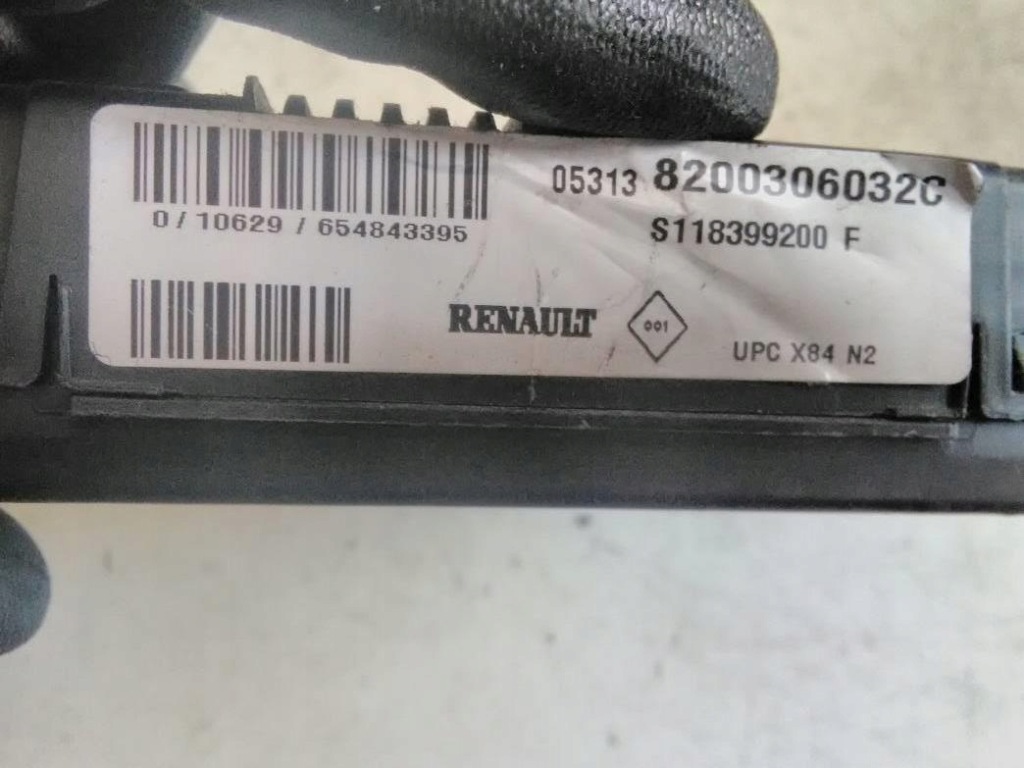 05313 8200306032C
0/10629/654843395
S118399200 F
RENAULT
001
UPC X84 N2